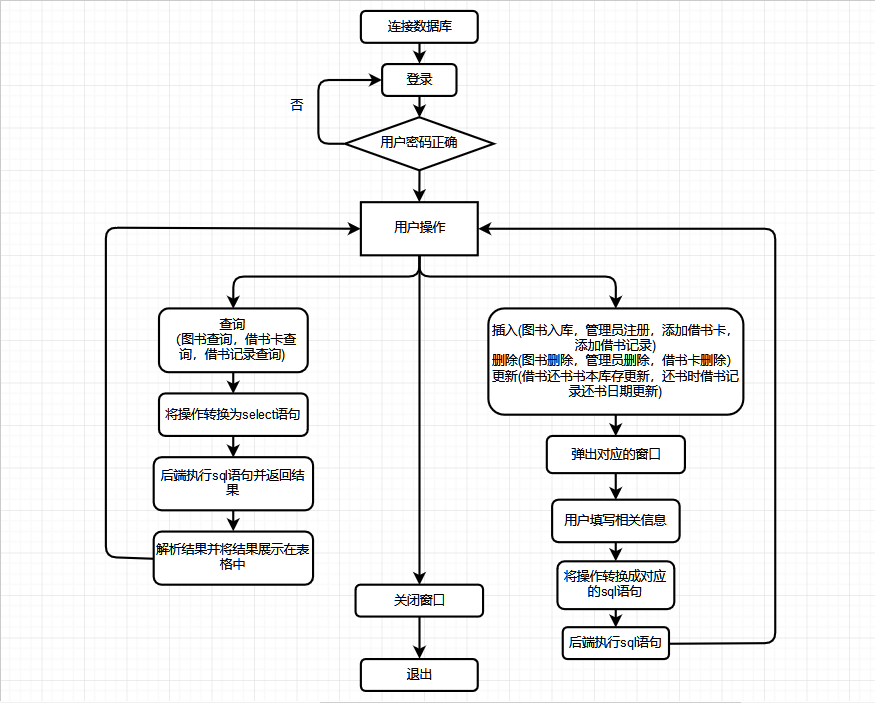 连接数据库
登录
否
用户密码正确
用户操作
查询
（图书查询，借书卡查
询，借书记录查询)
将操作转换为select语句
后端执行sql语句并返回结
果
解析结果并将结果展示在表
格中
关闭窗口
退出
插入(图书入库，管理员注册，添加借书卡，
添加借书记录)
删除(图书删除，管理员删除，借书卡删除)
更新(借书还书书本库存更新，还书时借书记
录还书日期更新)
弹出对应的窗口
用户填写相关信息
将操作转换成对应
的sql语句
后端执行sql语句